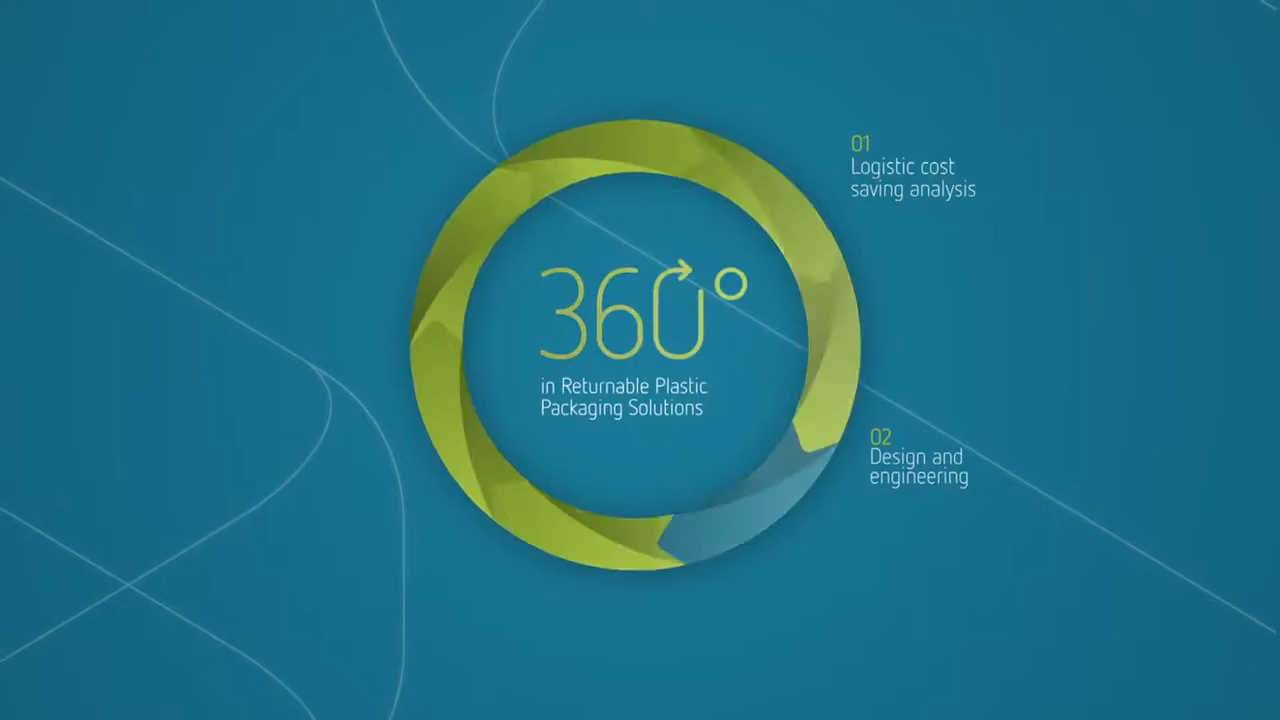 360°
in Returnable Plastic
Packaging Solutions
01
Logistic cost
saving analysis
02
Design and
engineering